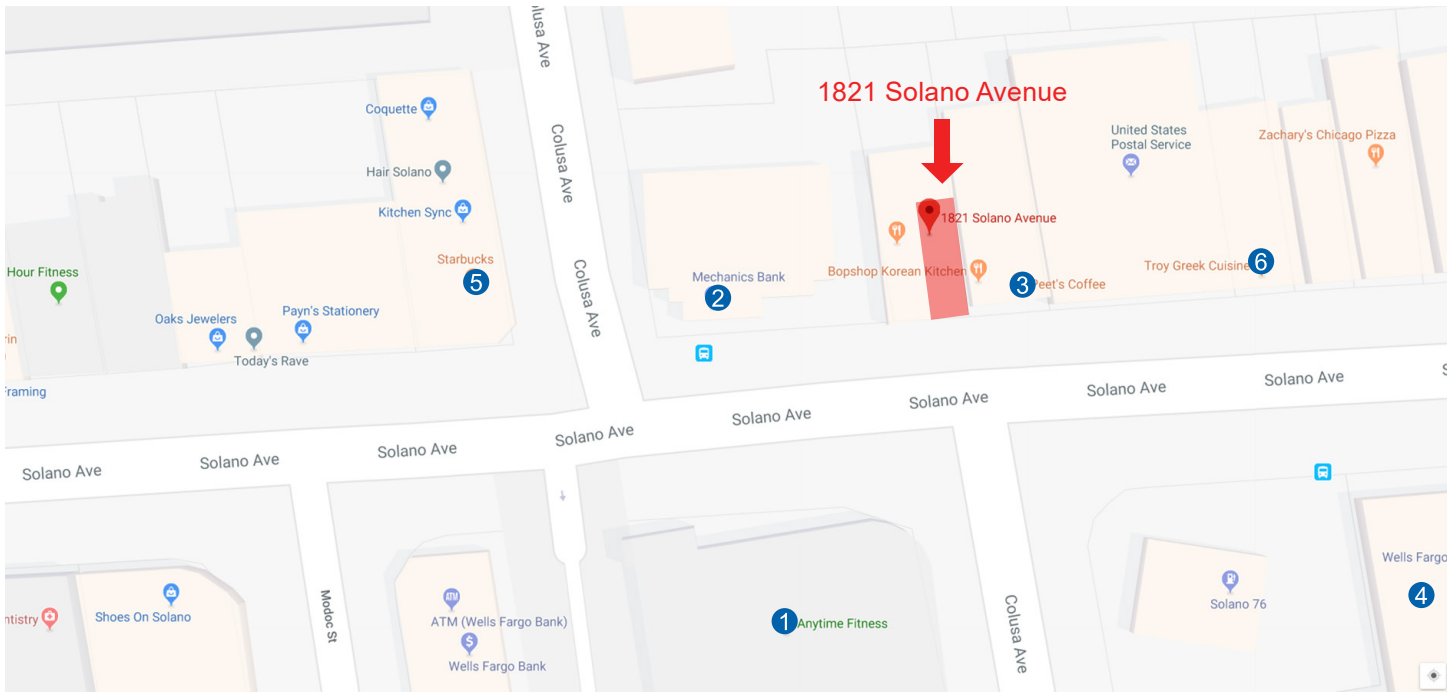 1821 Solano Avenue
lusa Ave
Coquette
Hair Solano
Kitchen Sync
Starbucks
5
Hour Fitness
Oaks Jewelers
Payn's Stationery
Today's Rave
rin
Framing
Colusa Ave
Colusa Ave
Mechanics Bank
2
1821 Solano Avenue
Bopshop Korean Kitchen
3
Peet's Coffee
United States
Postal Service
Zachary's Chicago Pizza
Troy Greek Cuisine
6
Solano Ave
Solano Ave
Solano Ave
Solano Ave
Solano Ave
Solano Ave
Solano Ave
Solano Ave
S
ntistry
Shoes On Solano
Modoc St
ATM
ATM (Wells Fargo Bank)
$
Wells Fargo Bank
1
Anytime Fitness
Colusa Ave
Solano 76
Wells Fargo
4